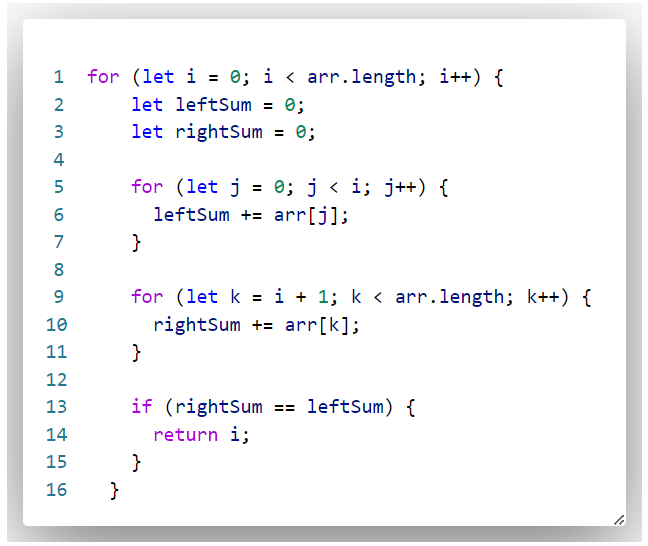 1 for (let i = 0; i < arr.length; i++) {
2 let leftSum = 0;
3 let rightSum = 0;
4
5 for (let j = 0; j < i; j++) {
6 leftSum += arr[j];
7 }
8
9 for (let k = i + 1; k < arr.length; k++) {
10 rightSum += arr[k];
11 }
12
13 if (rightSum == leftSum) {
14 return i;
15 }
16 }